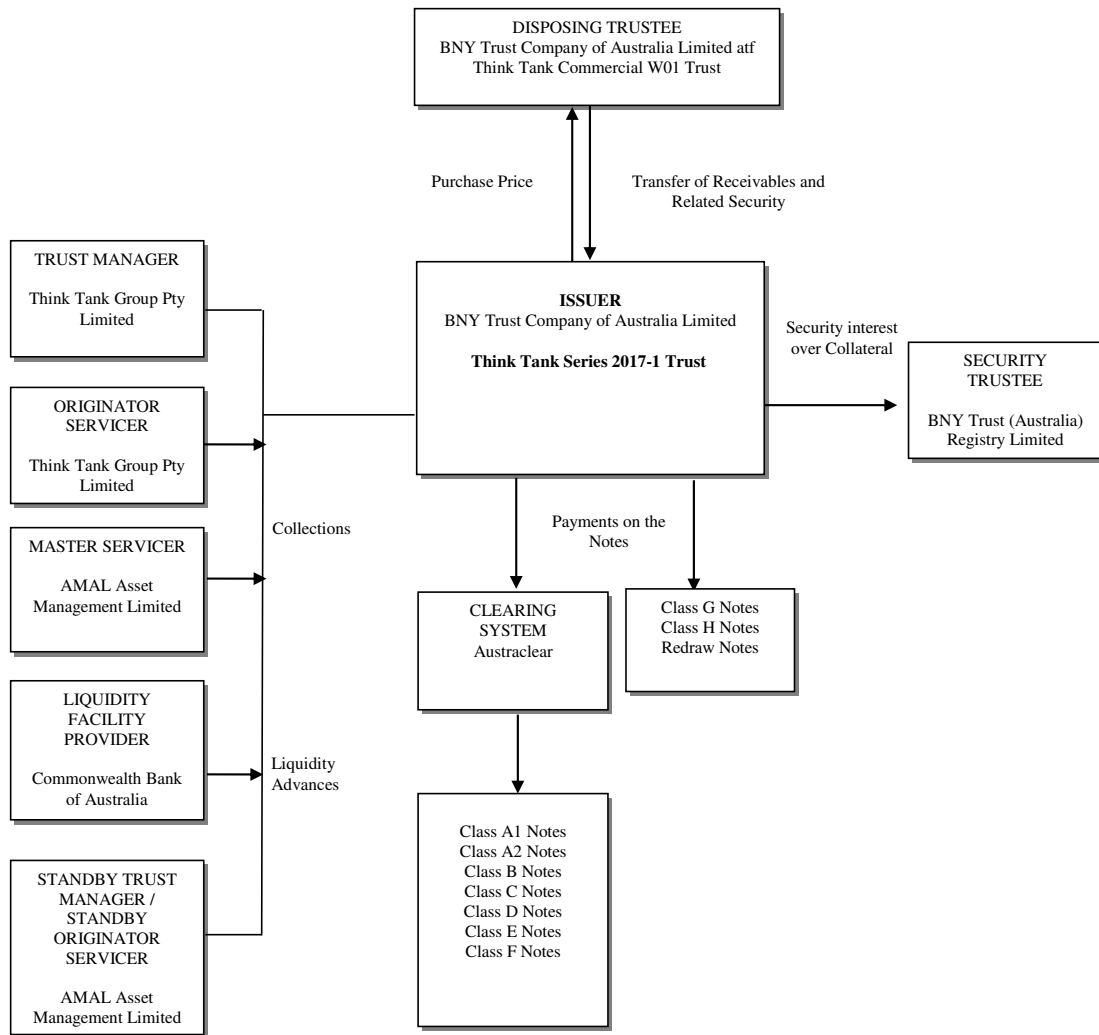 DISPOSING TRUSTEE
BNY Trust Company of Australia Limited atf
Think Tank Commercial W01 Trust
Purchase Price
Transfer of Receivables and
Related Security
TRUST MANAGER
Think Tank Group Pty
Limited
ISSUER
BNY Trust Company of Australia Limited
Think Tank Series 2017-1 Trust
Security interest
over Collateral
SECURITY
TRUSTEE
BNY Trust (Australia)
Registry Limited
ORIGINATOR
SERVICER
Think Tank Group Pty
Limited
Collections
MASTER SERVICER
AMAL Asset
Management Limited
Payments on the
Notes
CLEARING
SYSTEM
Austraclear
Class G Notes
Class H Notes
Redraw Notes
LIQUIDITY
FACILITY
PROVIDER
Commonwealth Bank
of Australia
Liquidity
Advances
Class A1 Notes
Class A2 Notes
Class B Notes
Class C Notes
Class D Notes
Class E Notes
Class F Notes
STANDBY TRUST
MANAGER /
STANDBY
ORIGINATOR
SERVICER
AMAL Asset
Management Limited